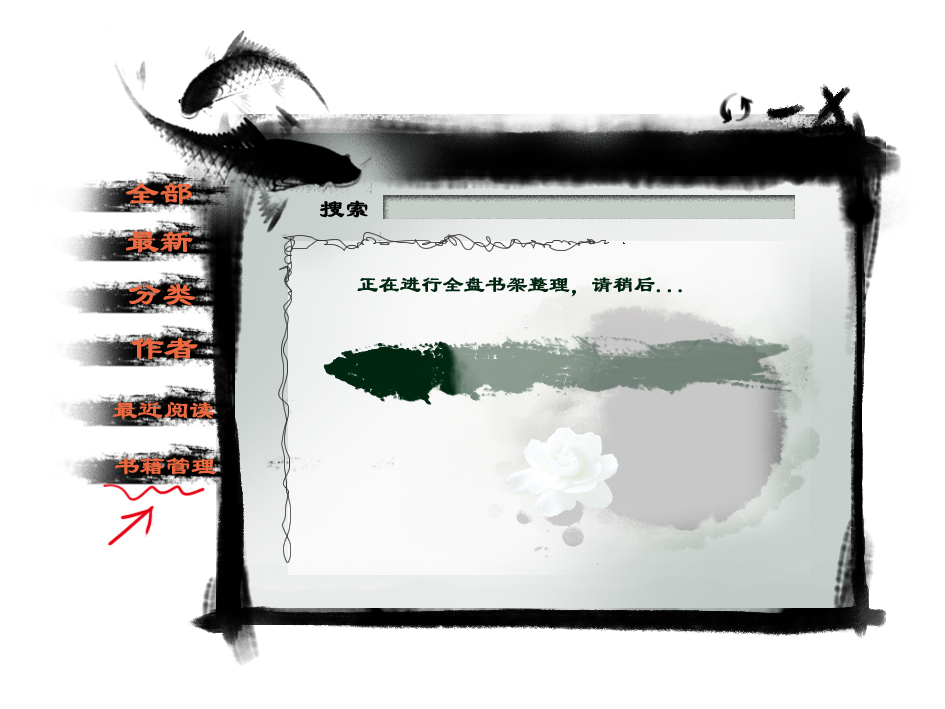 全部
最新
分类
作者
最近阅读
书籍管理
搜索
正在进行全盘书架整理，请稍后...